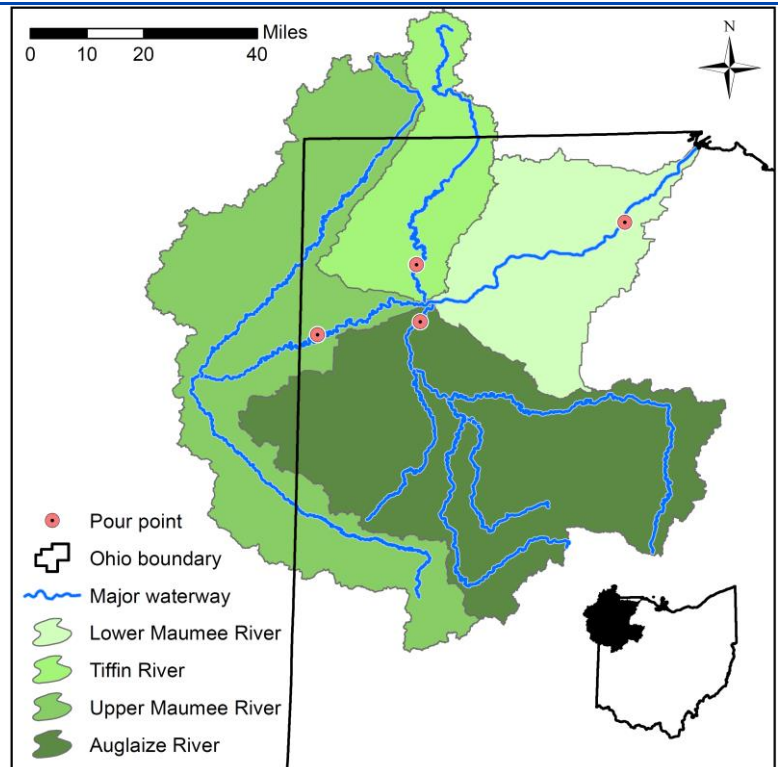 0 10 20 40 Miles
N
Pour point
Ohio boundary
Major waterway
Lower Maumee River
Tiffin River
Upper Maumee River
Auglaize River